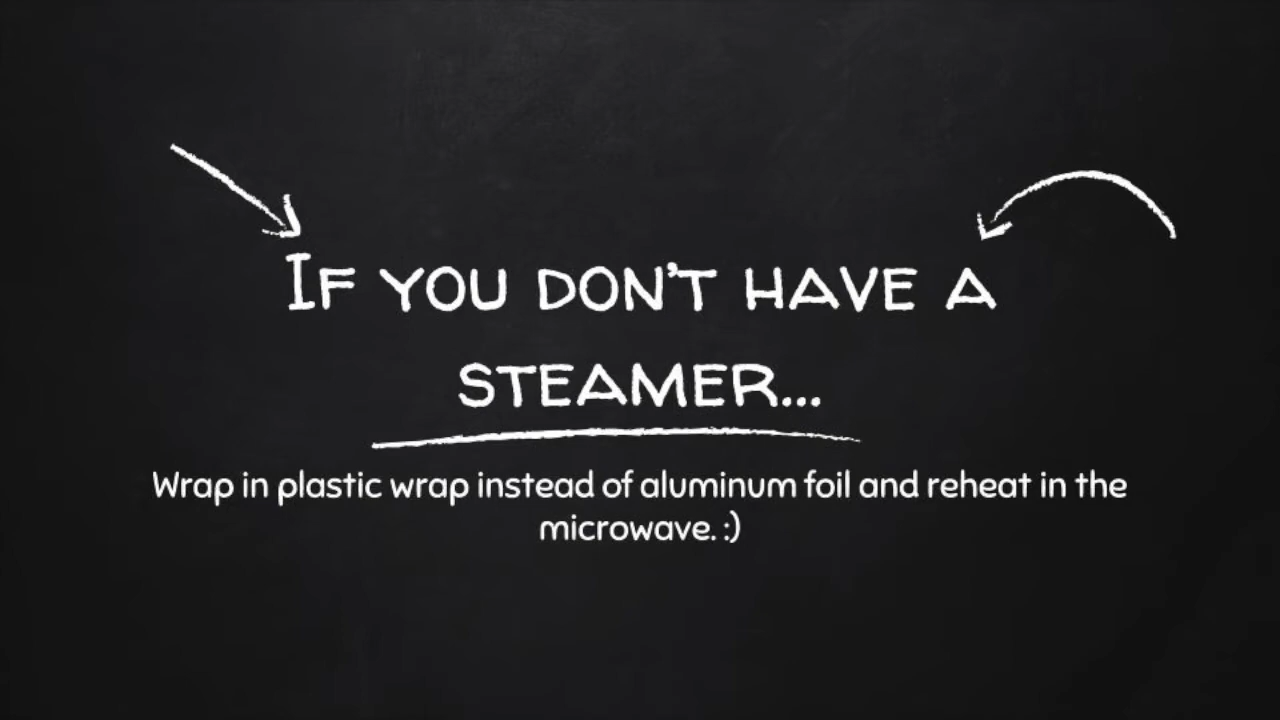 If you don't have a
steamer...
Wrap in plastic wrap instead of aluminum foil and reheat in the
microwave. :)